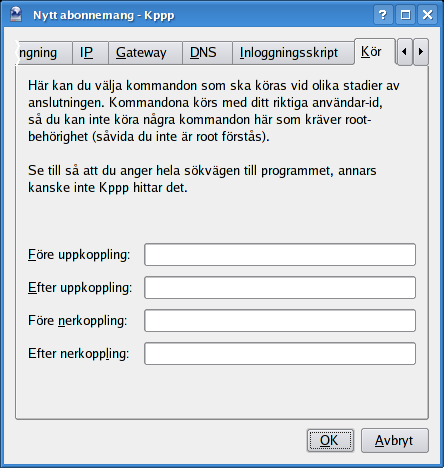 Nytt abonnemang - Kppp
ngning IP Gateway DNS Inloggningsskript Kör
Här kan du välja kommandon som ska köras vid olika stadier av
anslutningen. Kommandona körs med ditt riktiga användar-id,
så du kan inte köra några kommandon här som kräver root-
behörighet (såvida du inte är root förstås).
Se till så att du anger hela sökvägen till programmet, annars
kanske inte Kppp hittar det.
Före uppkoppling:
Efter uppkoppling:
Före nerkoppling:
Efter nerkoppling:
OK Avbryt